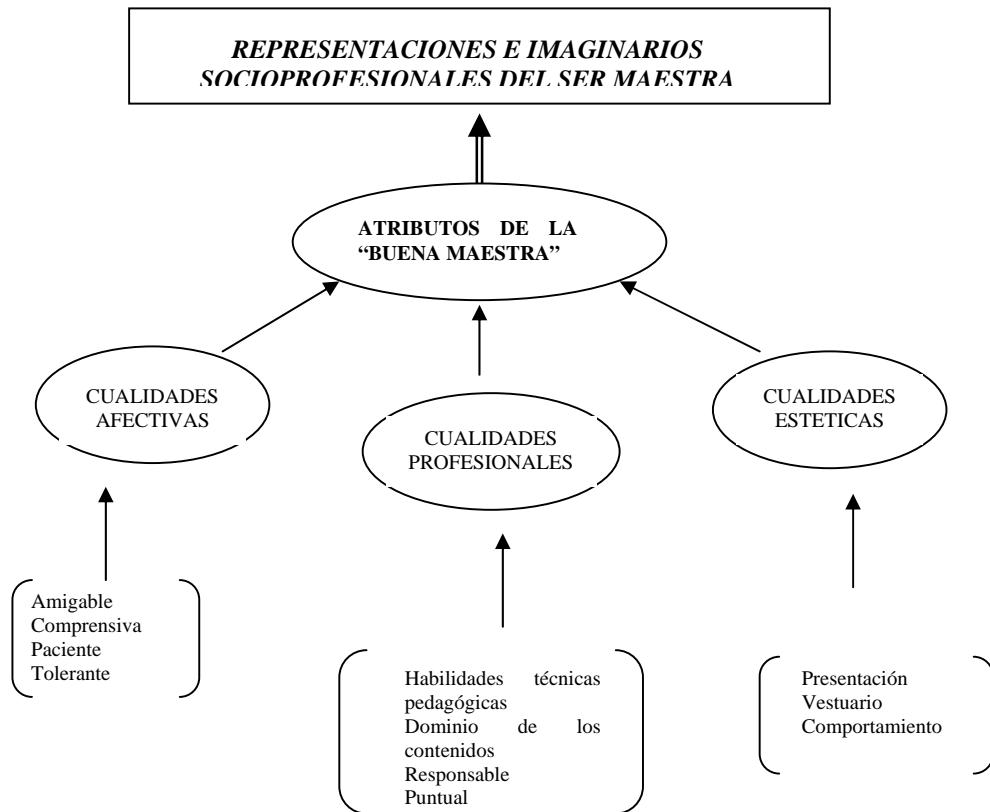 REPRESENTACIONES E IMAGINARIOS
SOCIOPROFESIONALES DEL SER MAESTRA
ATRIBUTOS DE LA
“BUENA MAESTRA”
CUALIDADES
AFECTIVAS
CUALIDADES
PROFESIONALES
CUALIDADES
ESTETICAS
Amigable
Comprensiva
Paciente
Tolerante
Habilidades técnicas
pedagógicas
Dominio de los
contenidos
Responsable
Puntual
Presentación
Vestuario
Comportamiento